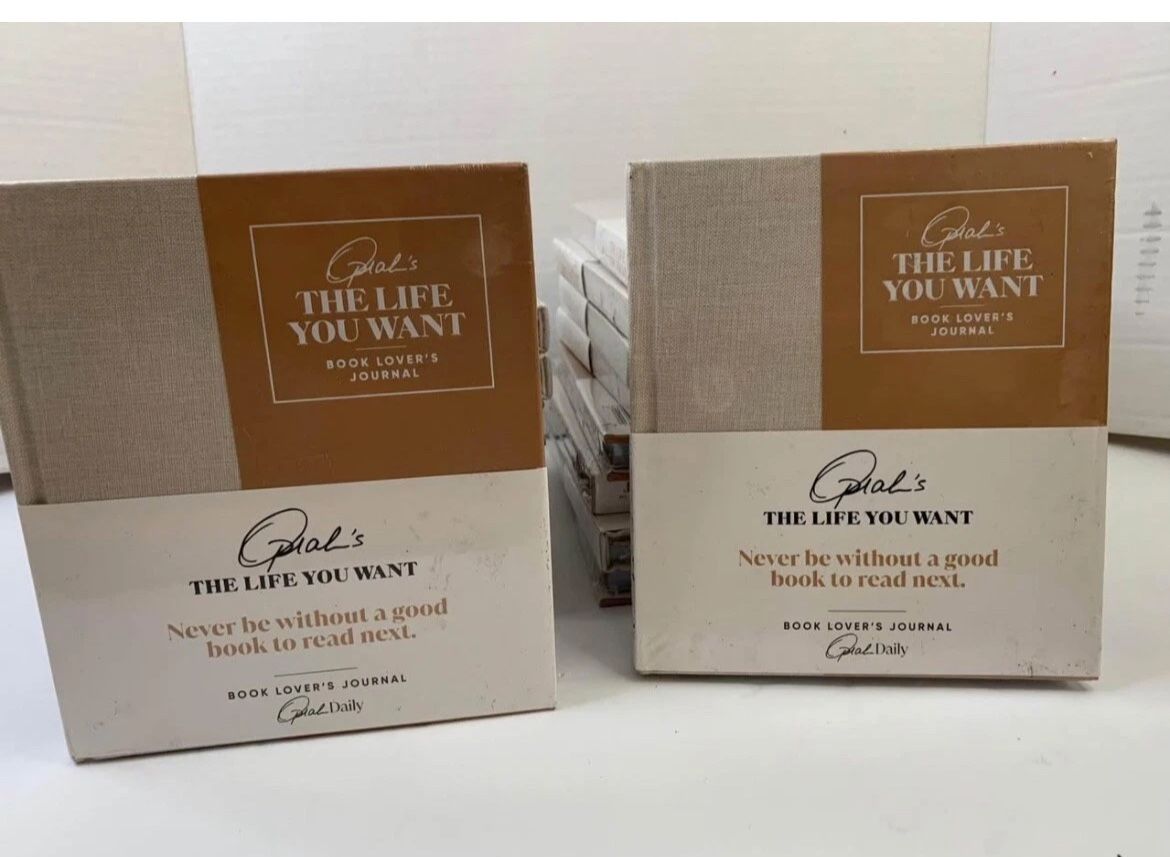 Oprah's
THE LIFE
YOU WANT
BOOK LOVER'S
JOURNAL
Oprah's
THE LIFE YOU WANT
Never be without a good
book to read next.
BOOK LOVER'S JOURNAL
Oprah Daily
Oprah's
THE LIFE
YOU WANT
BOOK LOVER'S
JOURNAL
Oprah's
THE LIFE YOU WANT
Never be without a good
book to read next.
BOOK LOVER'S JOURNAL
Oprah Daily